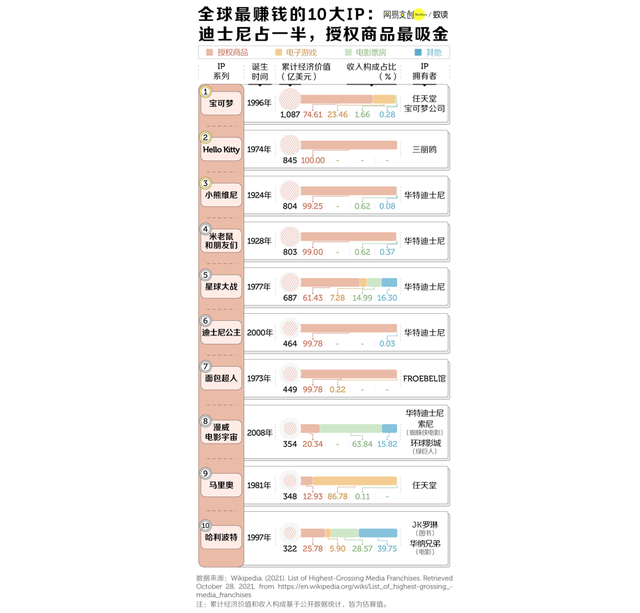 全球最赚钱的10大IP：
网易文创 / 数读
迪士尼占一半，授权商品最吸金
授权商品 电子游戏 电影票房 其他
IP系列 诞生时间 累计经济价值（亿美元） 收入构成占比（%） IP拥有者
1 宝可梦 1996年 1,087 74.61 23.46 1.66 0.28 任天堂 宝可梦公司
2 Hello Kitty 1974年 845 100.00 - - - 三丽鸥
3 小熊维尼 1924年 804 99.25 - 0.62 0.08 华特迪士尼
4 米老鼠和朋友们 1928年 803 99.00 - 0.62 0.37 华特迪士尼
5 星球大战 1977年 687 61.43 7.28 14.99 16.30 华特迪士尼
6 迪士尼公主 2000年 464 99.78 - - 0.03 华特迪士尼
7 面包超人 1973年 449 99.78 0.22 - - FROEBEL馆
8 漫威电影宇宙 2008年 354 20.34 - 63.84 15.82 华特迪士尼 索尼（蜘蛛侠电影） 环球影城（绿巨人）
9 马里奥 1981年 348 12.93 86.78 0.11 - 任天堂
10 哈利波特 1997年 322 25.78 5.90 28.57 39.75 JK罗琳（图书） 华纳兄弟（电影）
数据来源：Wikipedia. (2021). List of Highest-Grossing Media Franchises. Retrieved
October 28, 2021, from https://en.wikipedia.org/wiki/List_of_highest-grossing_-
media_franchises
注：累计经济价值和收入构成基于公开数据统计，皆为估算值。